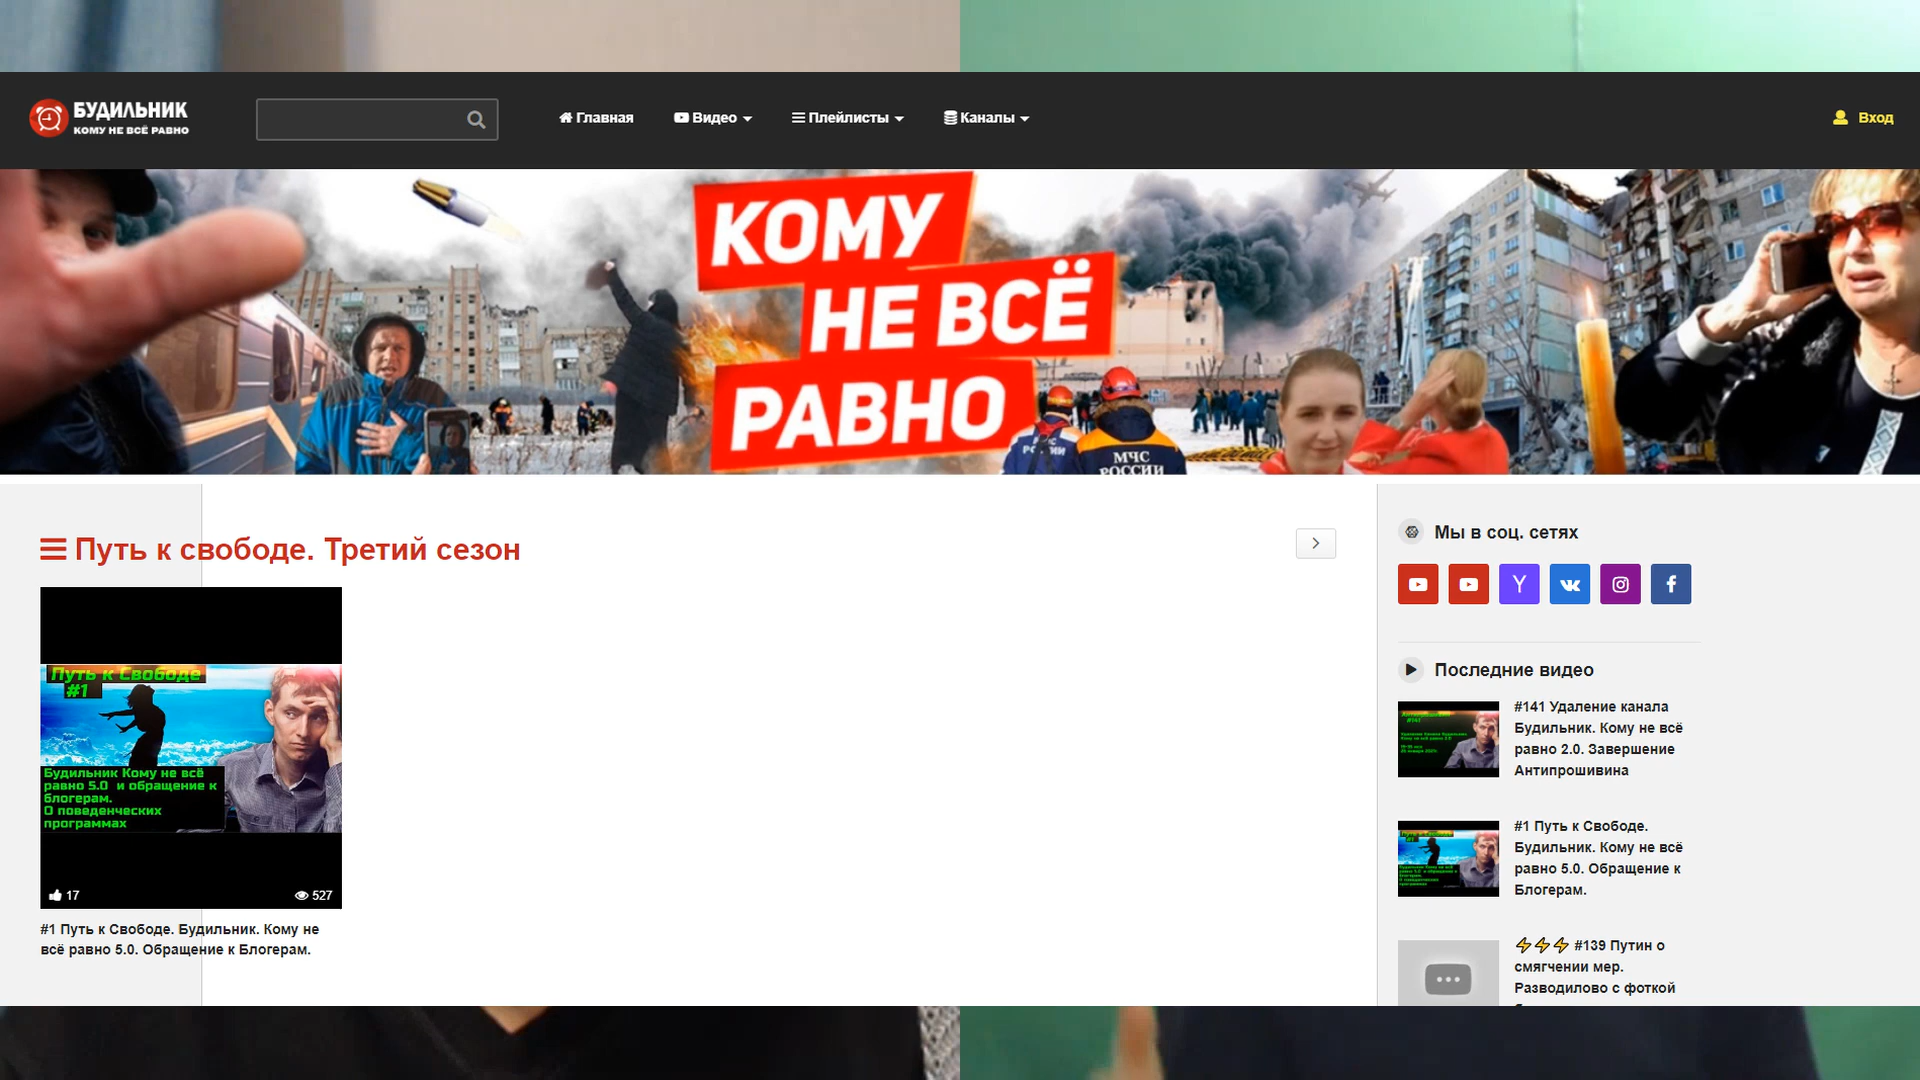 БУДИЛЬНИК
КОМУ НЕ ВСЁ РАВНО
Главная
Видео
Плейлисты
Каналы
Вход
КОМУ
НЕ ВСЁ
РАВНО
МЧС
РОССИИ
Путь к свободе. Третий сезон
Путь к Свободе
#1
Будильник Кому не всё
равно 5.0 и обращение к
блогерам.
О поведенческих
программах
17
527
#1 Путь к Свободе. Будильник. Кому не
всё равно 5.0. Обращение к Блогерам.
Мы в соц. сетях
Последние видео
#141 Удаление канала
Будильник. Кому не всё
равно 2.0. Завершение
Антипрошивина
#1 Путь к Свободе.
Будильник. Кому не всё
равно 5.0. Обращение к
Блогерам.
⚡⚡⚡ #139 Путин о
смягчении мер.
Разводилово с фоткой